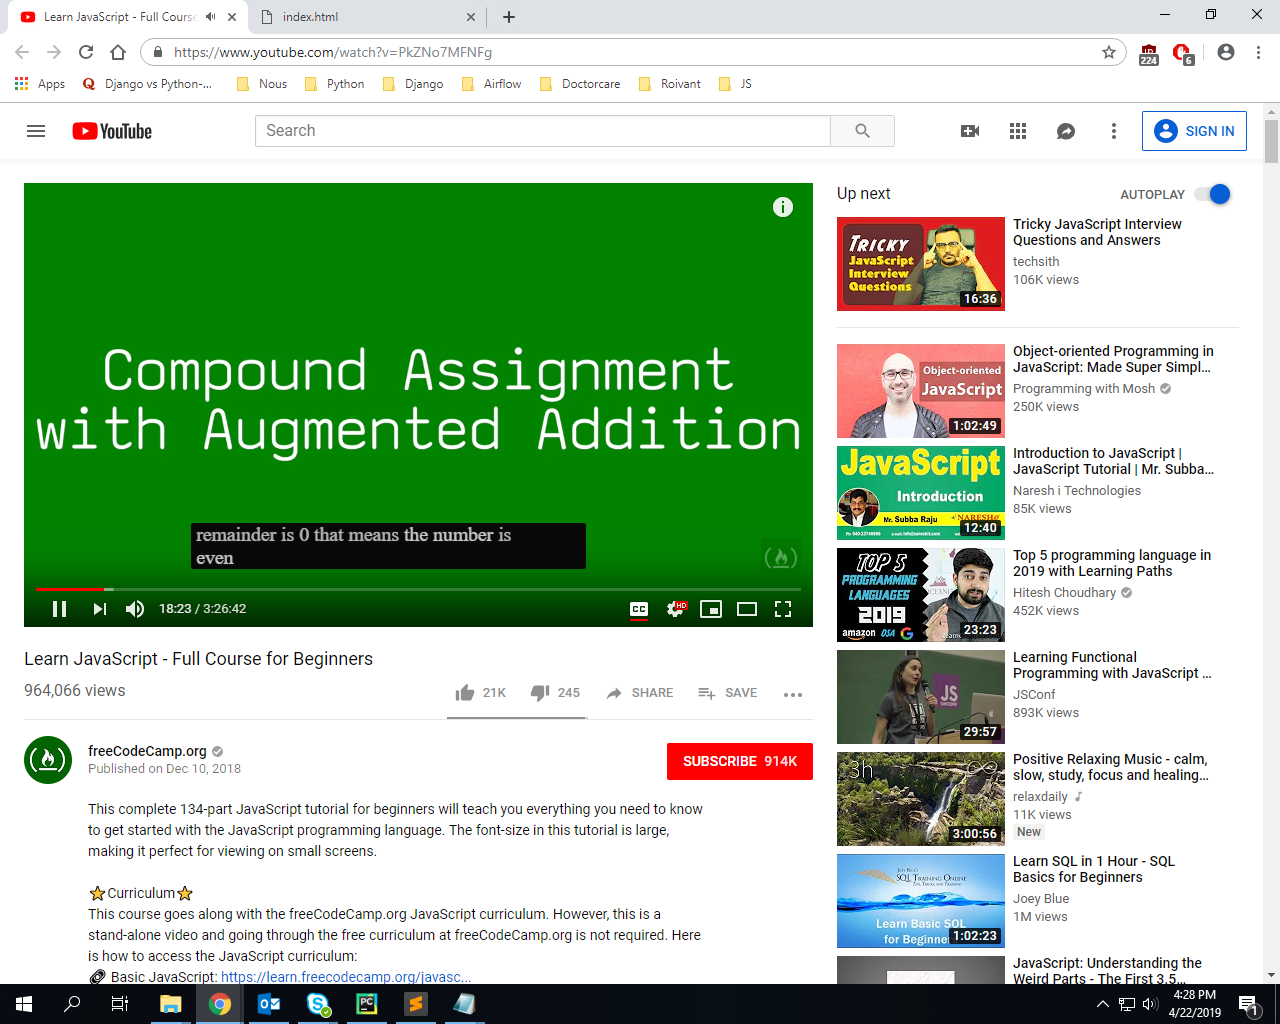 Learn JavaScript - Full Course
index.html
https://www.youtube.com/watch?v=PkZNo7MFNFg
224
6
Apps
Django vs Python-...
Nous
Python
Django
Airflow
Doctorcare
Roivant
JS
YouTube
Search
SIGN IN
Compound Assignment
with Augmented Addition
remainder is 0 that means the number is
even
18:23 / 3:26:42
CC
HD
Learn JavaScript - Full Course for Beginners
964,066 views
21K
245
SHARE
SAVE
freeCodeCamp.org
Published on Dec 10, 2018
SUBSCRIBE 914K
This complete 134-part JavaScript tutorial for beginners will teach you everything you need to know
to get started with the JavaScript programming language. The font-size in this tutorial is large,
making it perfect for viewing on small screens.
⭐Curriculum⭐
This course goes along with the freeCodeCamp.org JavaScript curriculum. However, this is a
stand-alone video and going through the free curriculum at freeCodeCamp.org is not required. Here
is how to access the JavaScript curriculum:
🔗 Basic JavaScript: https://learn.freecodecamp.org/javasc...
Up next
AUTOPLAY
TRICKY
JavaScript
Interview
Questions
16:36
Tricky JavaScript Interview
Questions and Answers
techsith
106K views
Object-oriented
JavaScript
1:02:49
Object-oriented Programming in
JavaScript: Made Super Simpl...
Programming with Mosh
250K views
JavaScript
Introduction
Mr. Subba Raju
12:40
Introduction to JavaScript |
JavaScript Tutorial | Mr. Subba...
Naresh i Technologies
85K views
TOP 5
PROGRAMMING
LANGUAGES
2019
amazon USA G
23:23
Top 5 programming language in
2019 with Learning Paths
Hitesh Choudhary
452K views
JS
29:57
Learning Functional
Programming with JavaScript ...
JSConf
893K views
3h
3:00:56
Positive Relaxing Music - calm,
slow, study, focus and healing...
relaxdaily
11K views
New
SQL TRAINING ONLINE
Learn Basic SQL
for Beginner
1:02:23
Learn SQL in 1 Hour - SQL
Basics for Beginners
Joey Blue
1M views
JavaScript: Understanding the
Weird Parts - The First 3.5...
PC
4:28 PM
4/22/2019
1